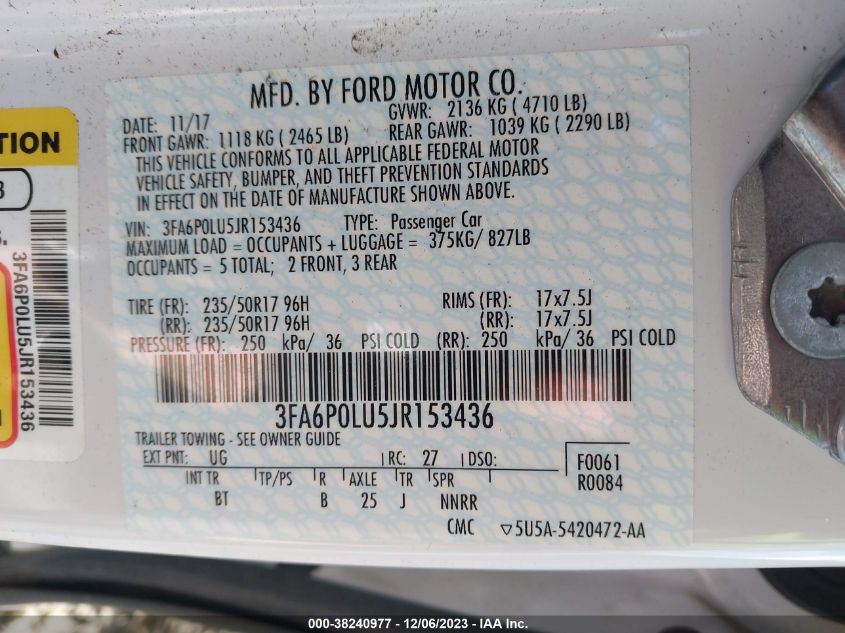 MFD. BY FORD MOTOR CO.
DATE: 11/17 GVWR: 2136 KG ( 4710 LB)
FRONT GAWR: 1118 KG ( 2465 LB) REAR GAWR: 1039 KG ( 2290 LB)
THIS VEHICLE CONFORMS TO ALL APPLICABLE FEDERAL MOTOR
VEHICLE SAFETY, BUMPER, AND THEFT PREVENTION STANDARDS
IN EFFECT ON THE DATE OF MANUFACTURE SHOWN ABOVE.
VIN: 3FA6P0LU5JR153436 TYPE: Passenger Car
MAXIMUM LOAD = OCCUPANTS + LUGGAGE = 375KG/ 827LB
OCCUPANTS = 5 TOTAL; 2 FRONT, 3 REAR
TIRE (FR): 235/50R17 96H RIMS (FR): 17x7.5J
(RR): 235/50R17 96H (RR): 17x7.5J
PRESSURE (FR): 250 kPa/ 36 PSI COLD (RR): 250 kPa/ 36 PSI COLD
3FA6P0LU5JR153436
TRAILER TOWING - SEE OWNER GUIDE
EXT PNT: UG RC: 27 DSO: F0061
R0084
INT TR TP/PS R AXLE TR SPR
BT B 25 J NNRR
CMC ▽5U5A-5420472-AA
TION
3
S.
3FA6P0LU5JR153436
000-38240977 - 12/06/2023 - IAAI Inc.